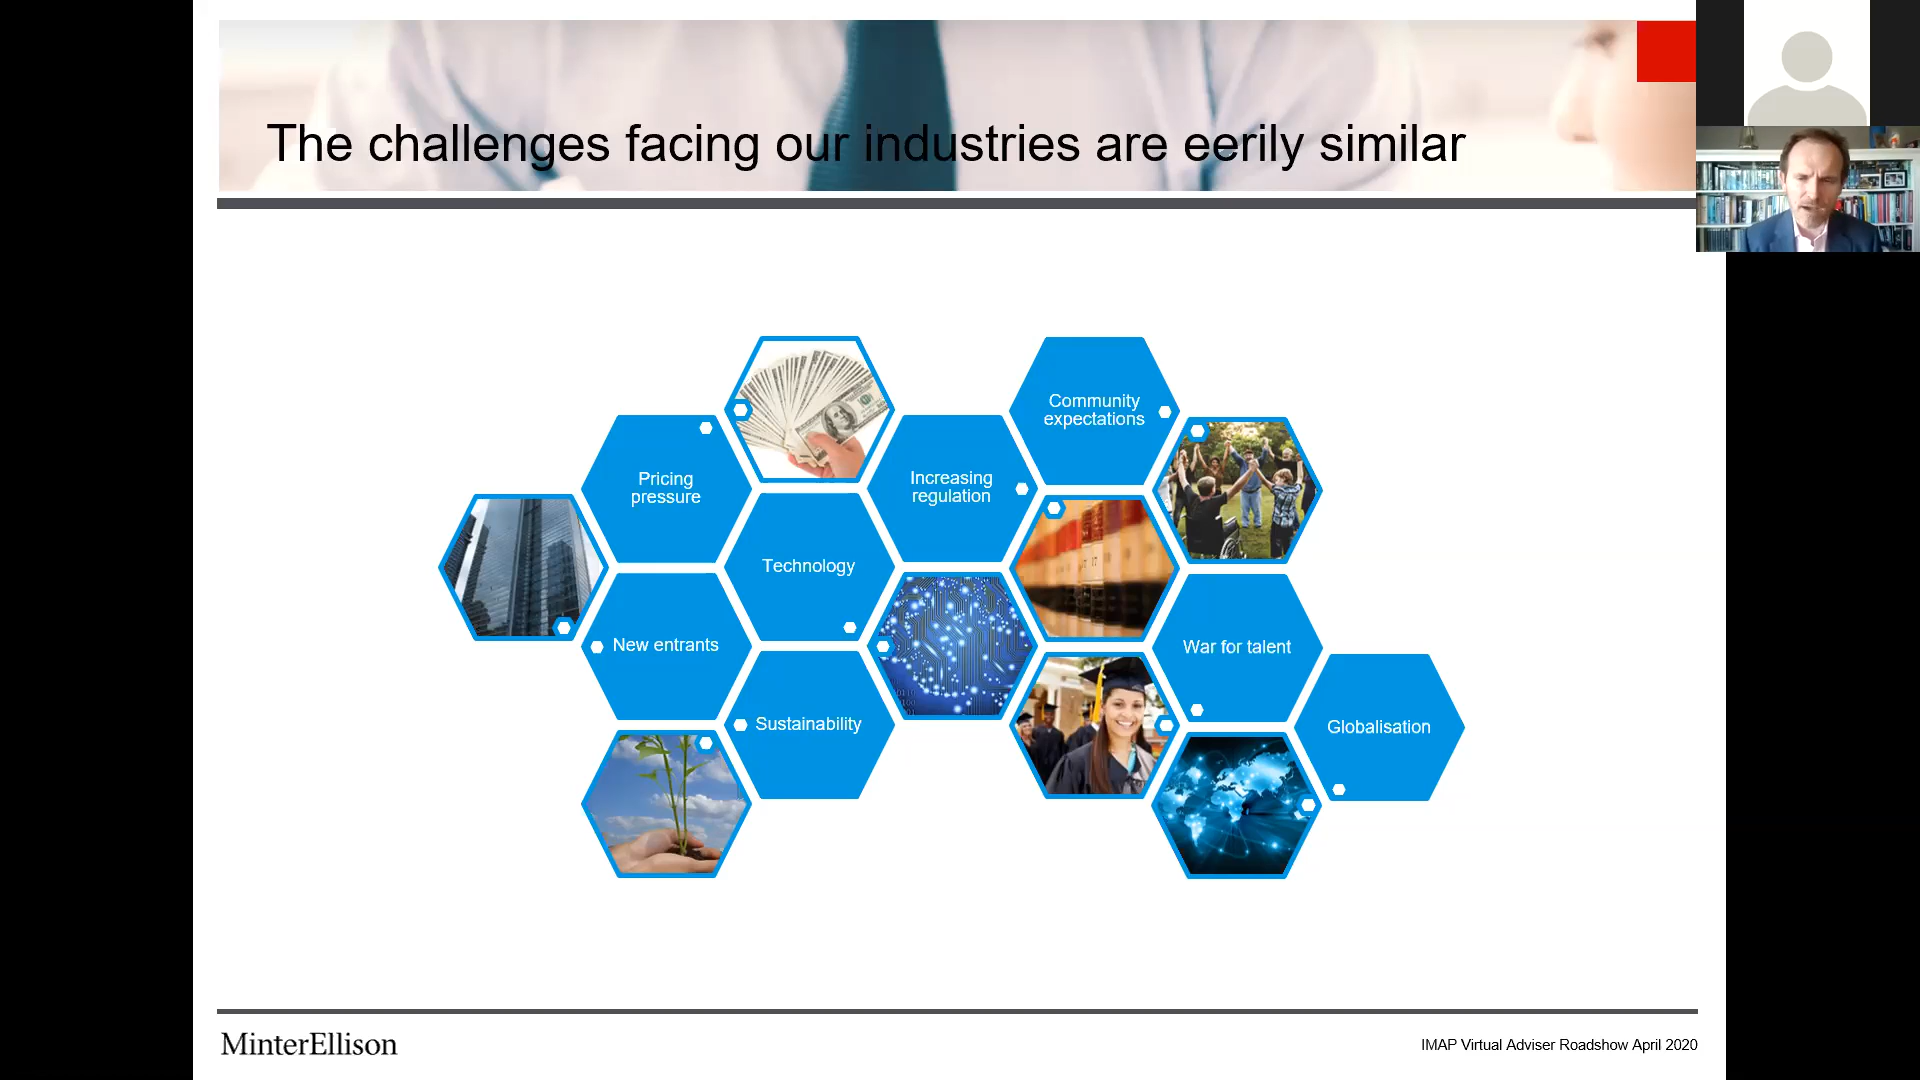 The challenges facing our industries are eerily similar
Community
expectations
Pricing
pressure
Increasing
regulation
Technology
New entrants
War for talent
Sustainability
Globalisation
MinterEllison
IMAP Virtual Adviser Roadshow April 2020